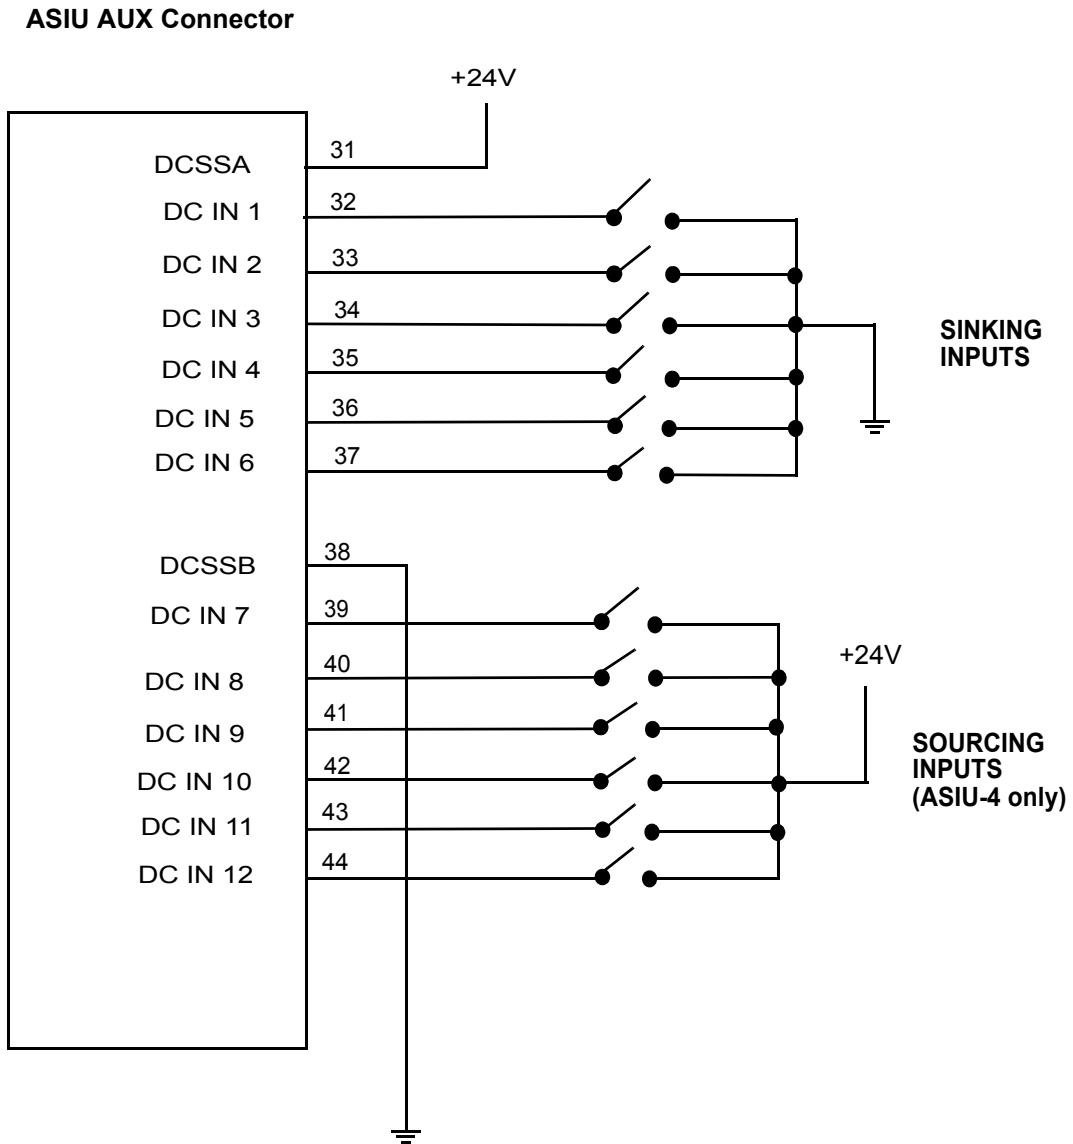 ASIU AUX Connector
+24V
DCSSA 31
DC IN 1 32
DC IN 2 33
DC IN 3 34
DC IN 4 35
DC IN 5 36
DC IN 6 37
SINKING
INPUTS
DCSSB 38
DC IN 7 39
DC IN 8 40
DC IN 9 41
DC IN 10 42
DC IN 11 43
DC IN 12 44
+24V
SOURCING
INPUTS
(ASIU-4 only)